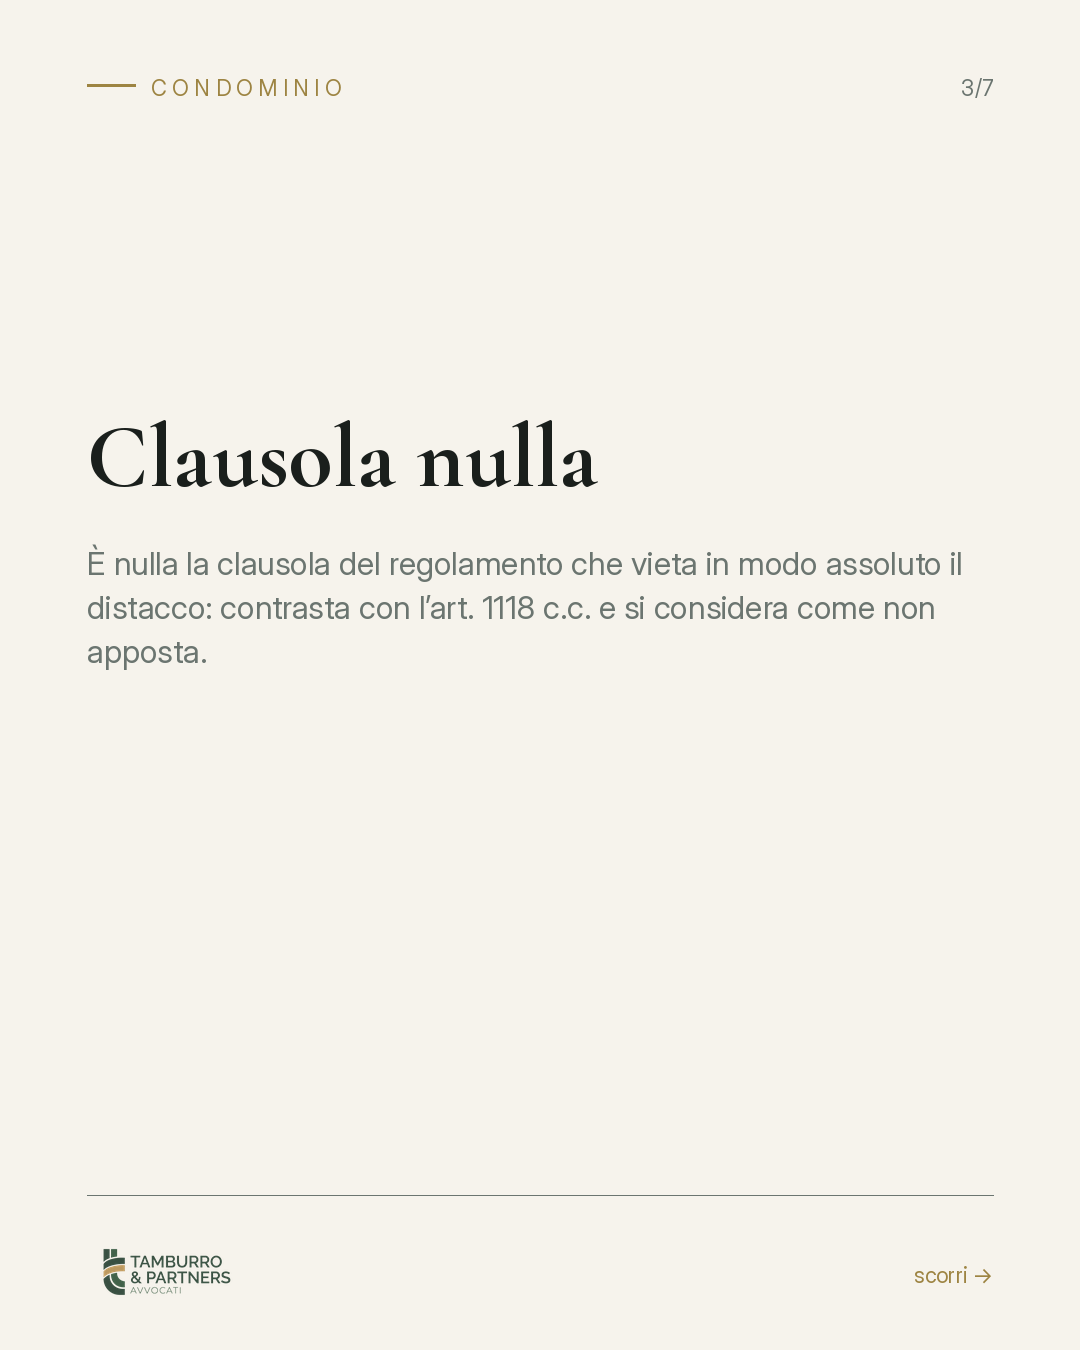 CONDOMINIO
3/7
Clausola nulla
È nulla la clausola del regolamento che vieta in modo assoluto il
distacco: contrasta con l’art. 1118 c.c. e si considera come non
apposta.
TAMBURRO
& PARTNERS
AVVOCATI
scorri →